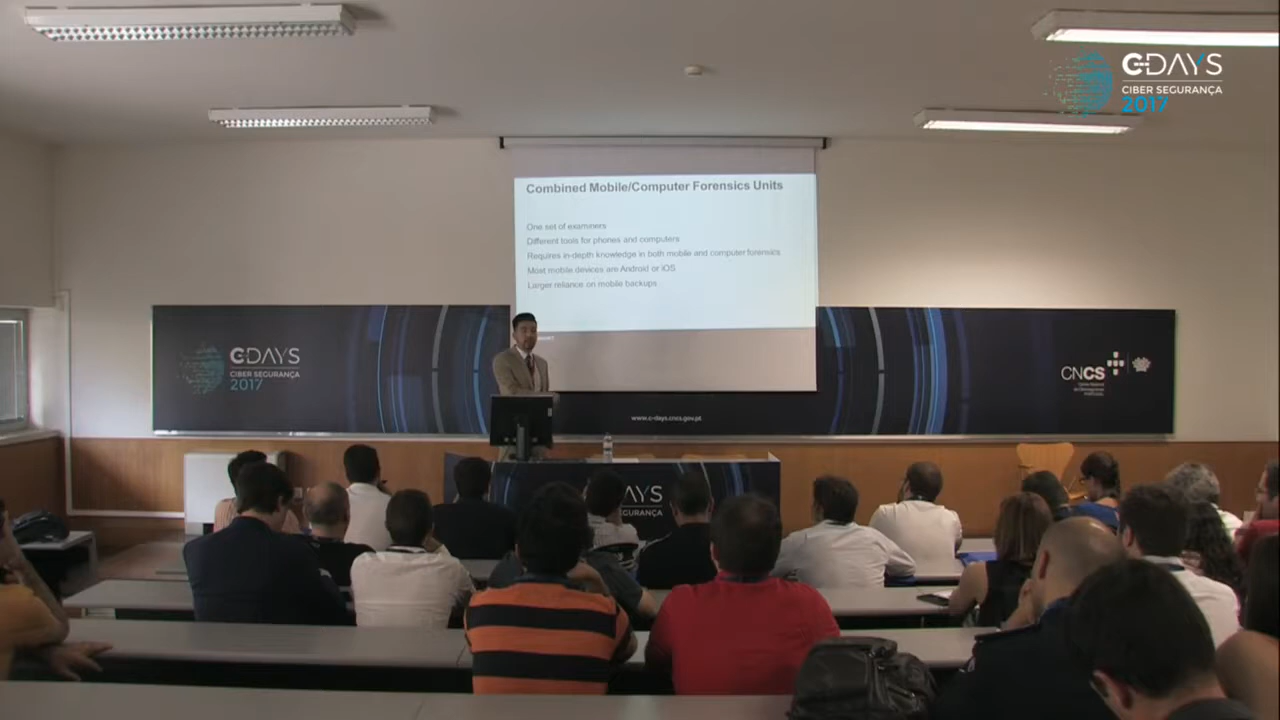 C-DAYS
CIBER SEGURANÇA
2017
Combined Mobile/Computer Forensics Units
One set of examiners
Different tools for phones and computers
Requires in-depth knowledge in both mobile and computer forensics
Most mobile devices are Android or iOS
Larger reliance on mobile backups
C-DAYS
CIBER SEGURANÇA
2017
CNCS
www.c-days.cncs.gov.pt
AYS
SEGURANÇA